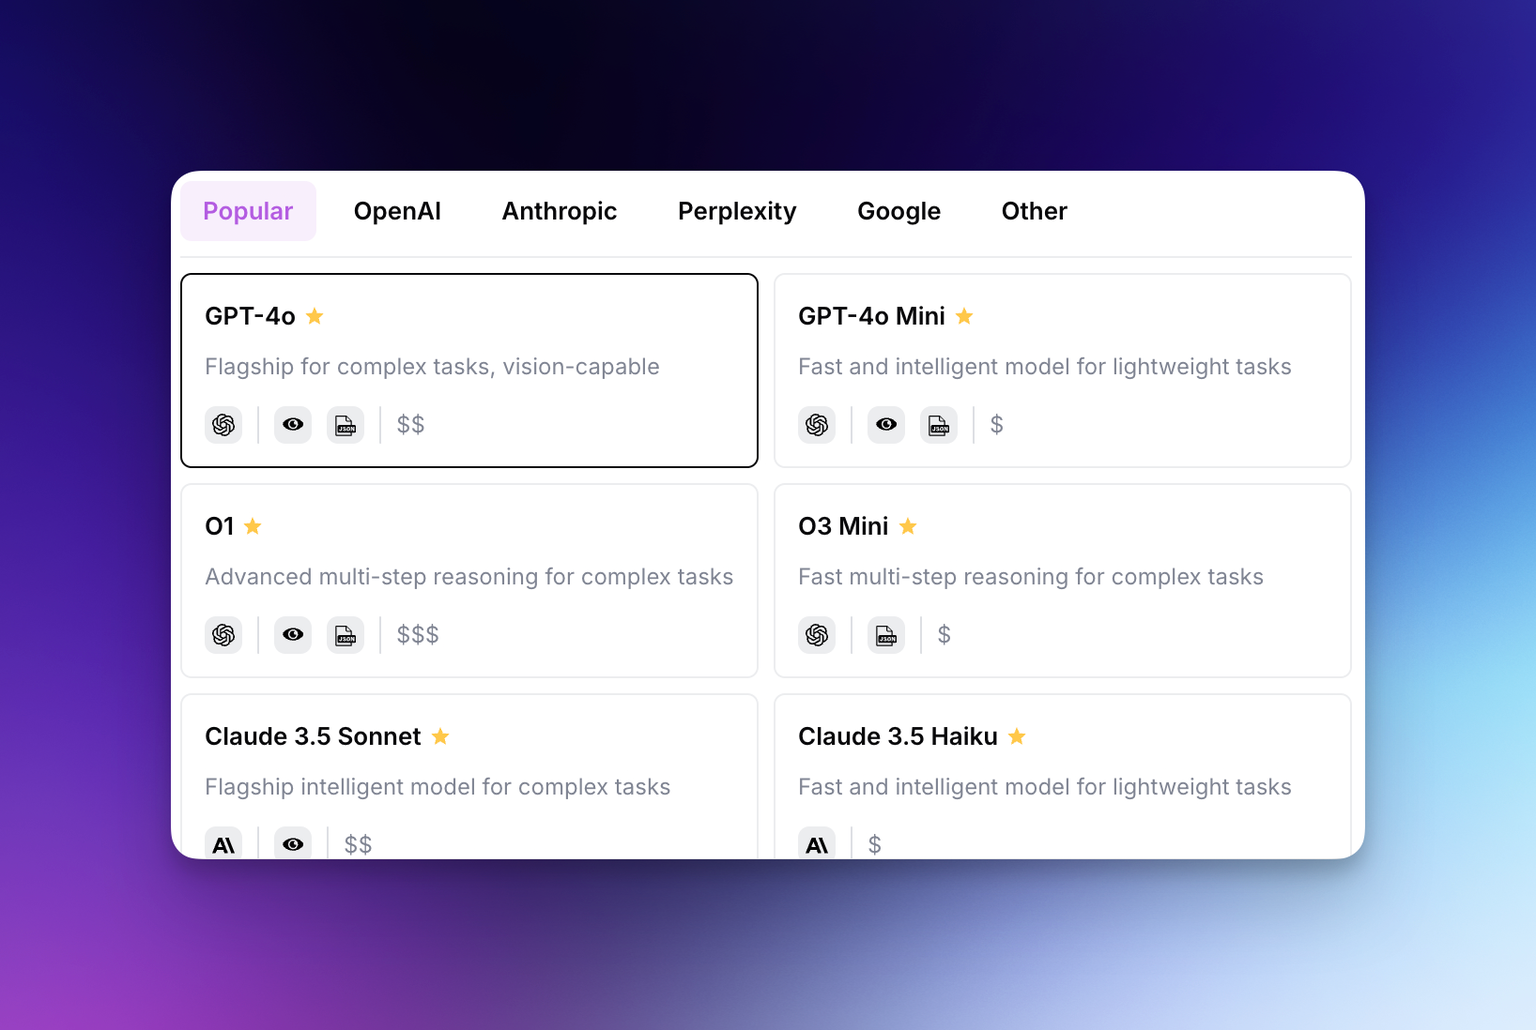 Popular OpenAI Anthropic Perplexity Google Other
GPT-4o
Flagship for complex tasks, vision-capable
JSON $$
GPT-4o Mini
Fast and intelligent model for lightweight tasks
JSON $
O1
Advanced multi-step reasoning for complex tasks
JSON $$$
O3 Mini
Fast multi-step reasoning for complex tasks
JSON $
Claude 3.5 Sonnet
Flagship intelligent model for complex tasks
A\ $$
Claude 3.5 Haiku
Fast and intelligent model for lightweight tasks
A\ $